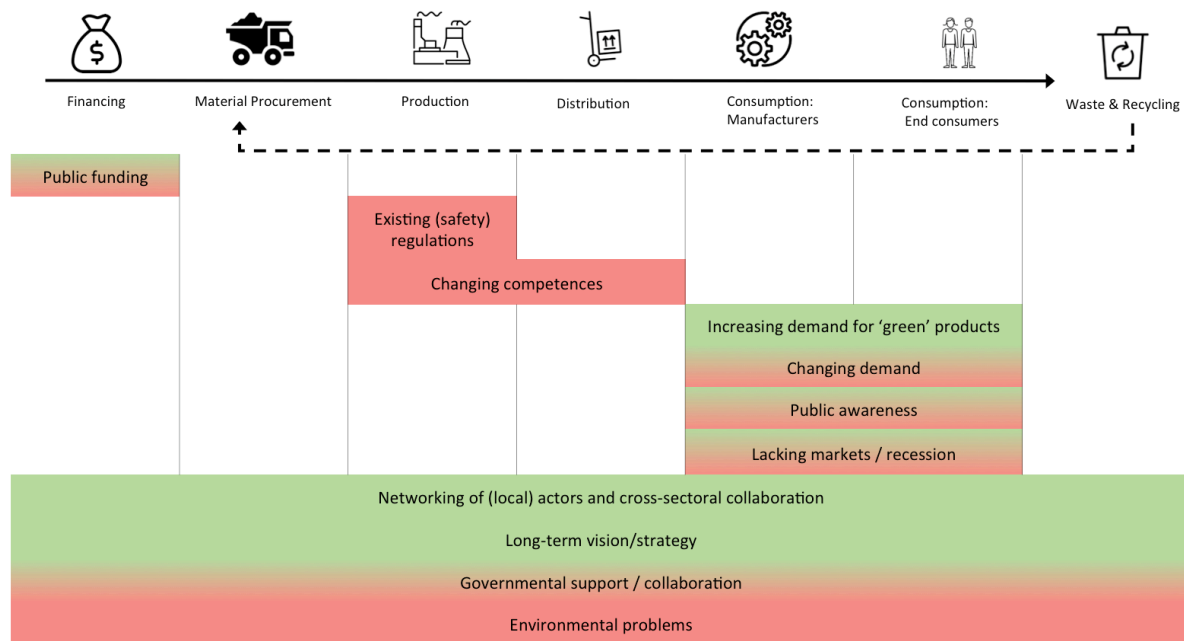 $
Financing
Material Procurement
Production
Distribution
Consumption:
Manufacturers
Consumption:
End consumers
Waste & Recycling
Public funding
Existing (safety)
regulations
Changing competences
Increasing demand for ‘green’ products
Changing demand
Public awareness
Lacking markets / recession
Networking of (local) actors and cross-sectoral collaboration
Long-term vision/strategy
Governmental support / collaboration
Environmental problems